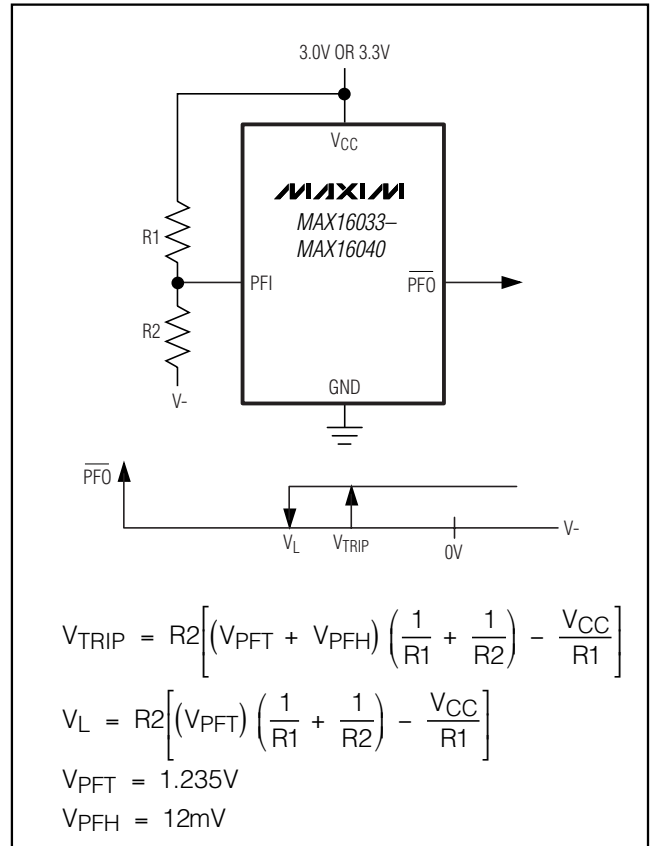 3.0V OR 3.3V
VCC
MAXIM
MAX16033–
MAX16040
R1
PFI
PFO
R2
V-
GND
PFO
VL
VTRIP
0V
V-
VTRIP = R2[(VPFT + VPFH) (1/R1 + 1/R2) – VCC/R1]
VL = R2[(VPFT) (1/R1 + 1/R2) – VCC/R1]
VPFT = 1.235V
VPFH = 12mV